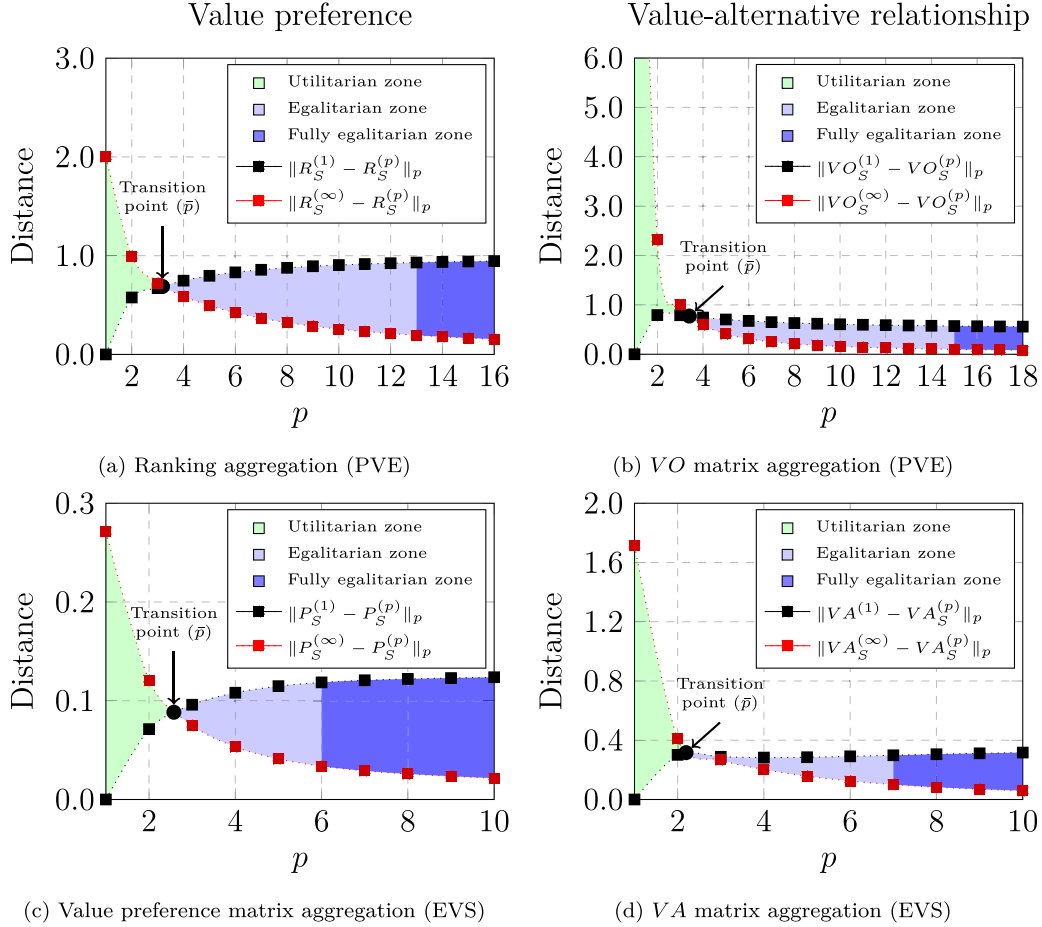 Value preference
Value-alternative relationship
3.0
2.0
1.0
0.0
Distance
Utilitarian zone
Egalitarian zone
Fully egalitarian zone
‖R_S^{(1)} − R_S^{(p)}‖_p
‖R_S^{(∞)} − R_S^{(p)}‖_p
Transition
point (p̄)
2 4 6 8 10 12 14 16
p
(a) Ranking aggregation (PVE)
6.0
5.0
4.0
3.0
2.0
1.0
0.0
Distance
Utilitarian zone
Egalitarian zone
Fully egalitarian zone
‖VO_S^{(1)} − VO_S^{(p)}‖_p
‖VO_S^{(∞)} − VO_S^{(p)}‖_p
Transition
point (p̄)
2 4 6 8 10 12 14 16 18
p
(b) VO matrix aggregation (PVE)
0.3
0.2
0.1
0.0
Distance
Utilitarian zone
Egalitarian zone
Fully egalitarian zone
‖P_S^{(1)} − P_S^{(p)}‖_p
‖P_S^{(∞)} − P_S^{(p)}‖_p
Transition
point (p̄)
2 4 6 8 10
p
(c) Value preference matrix aggregation (EVS)
2.0
1.6
1.2
0.8
0.4
0.0
Distance
Utilitarian zone
Egalitarian zone
Fully egalitarian zone
‖VA^{(1)} − VA_S^{(p)}‖_p
‖VA_S^{(∞)} − VA_S^{(p)}‖_p
Transition
point (p̄)
2 4 6 8 10
p
(d) VA matrix aggregation (EVS)